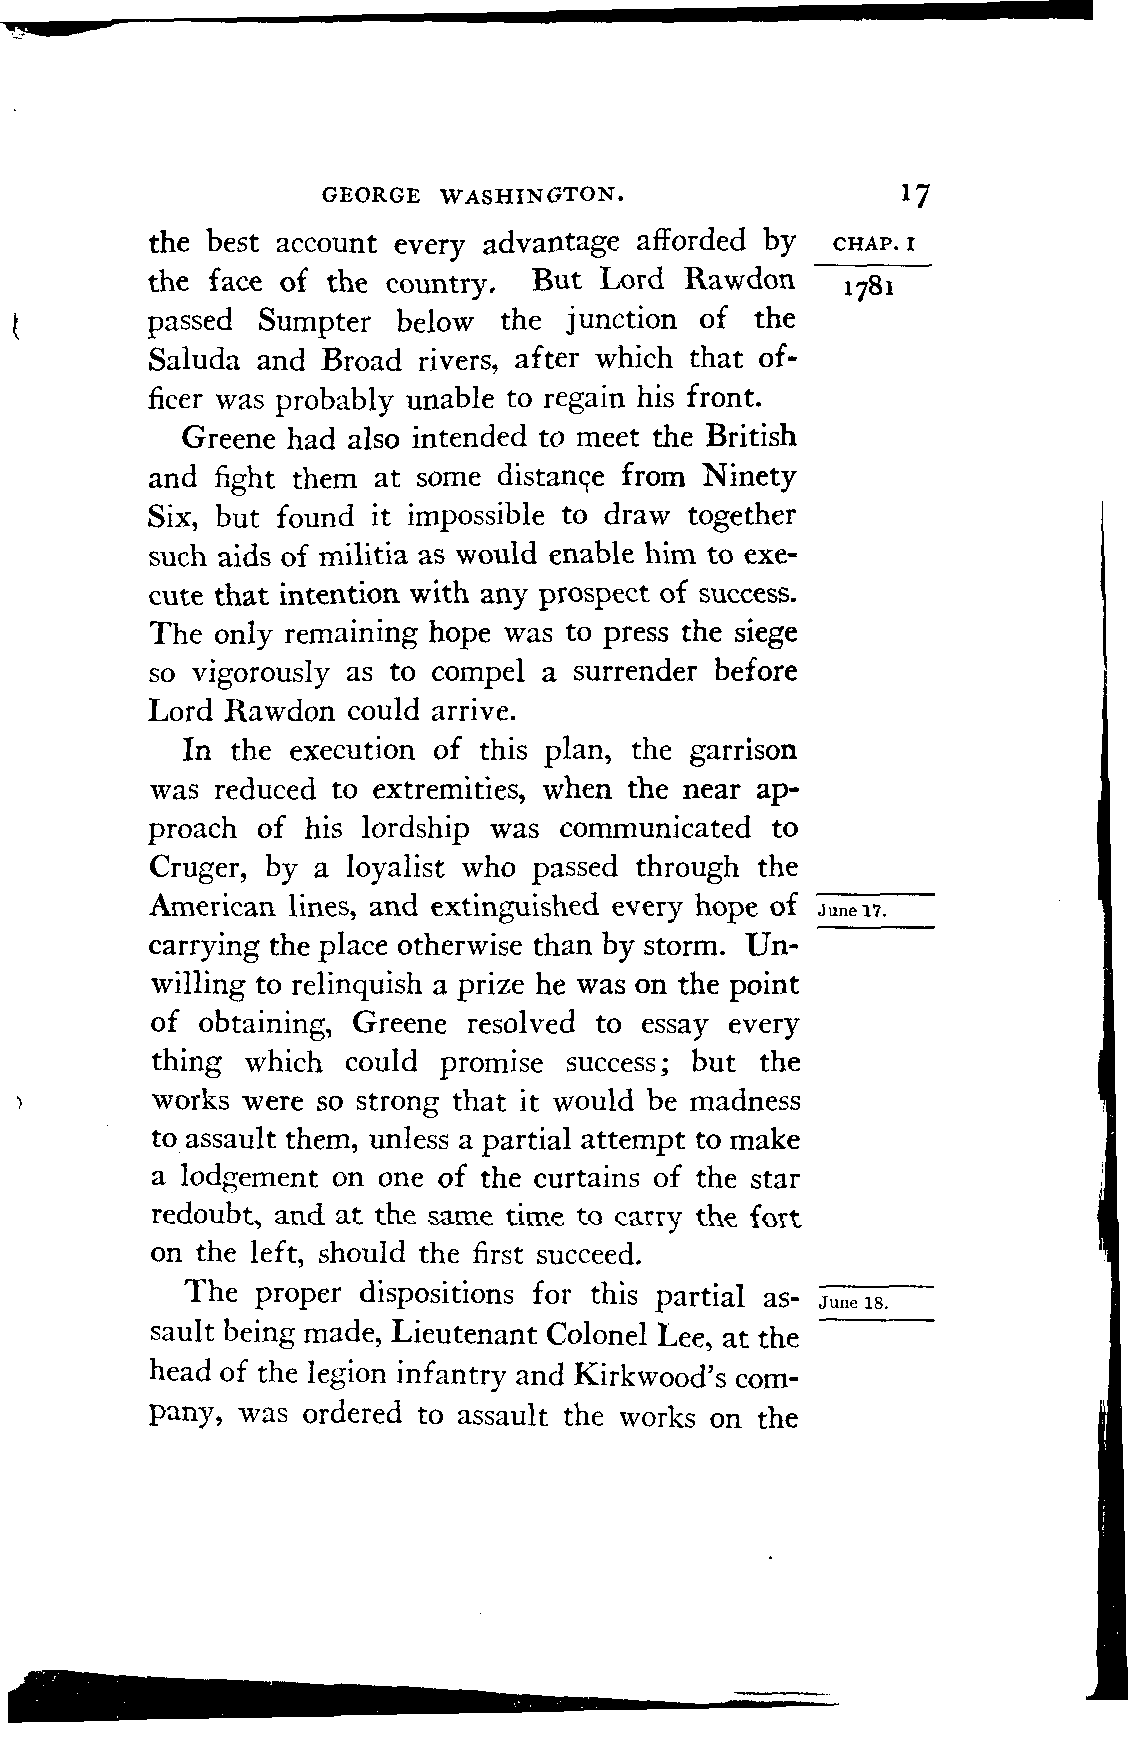 GEORGE WASHINGTON. 17
the best account every advantage afforded by CHAP. I
the face of the country. But Lord Rawdon 1781
passed Sumpter below the junction of the
Saluda and Broad rivers, after which that of-
ficer was probably unable to regain his front.
Greene had also intended to meet the British
and fight them at some distance from Ninety
Six, but found it impossible to draw together
such aids of militia as would enable him to exe-
cute that intention with any prospect of success.
The only remaining hope was to press the siege
so vigorously as to compel a surrender before
Lord Rawdon could arrive.
In the execution of this plan, the garrison
was reduced to extremities, when the near ap-
proach of his lordship was communicated to
Cruger, by a loyalist who passed through the
American lines, and extinguished every hope of June 17.
carrying the place otherwise than by storm. Un-
willing to relinquish a prize he was on the point
of obtaining, Greene resolved to essay every
thing which could promise success; but the
works were so strong that it would be madness
to assault them, unless a partial attempt to make
a lodgement on one of the curtains of the star
redoubt, and at the same time to carry the fort
on the left, should the first succeed.
The proper dispositions for this partial as- June 18.
sault being made, Lieutenant Colonel Lee, at the
head of the legion infantry and Kirkwood's com-
pany, was ordered to assault the works on the